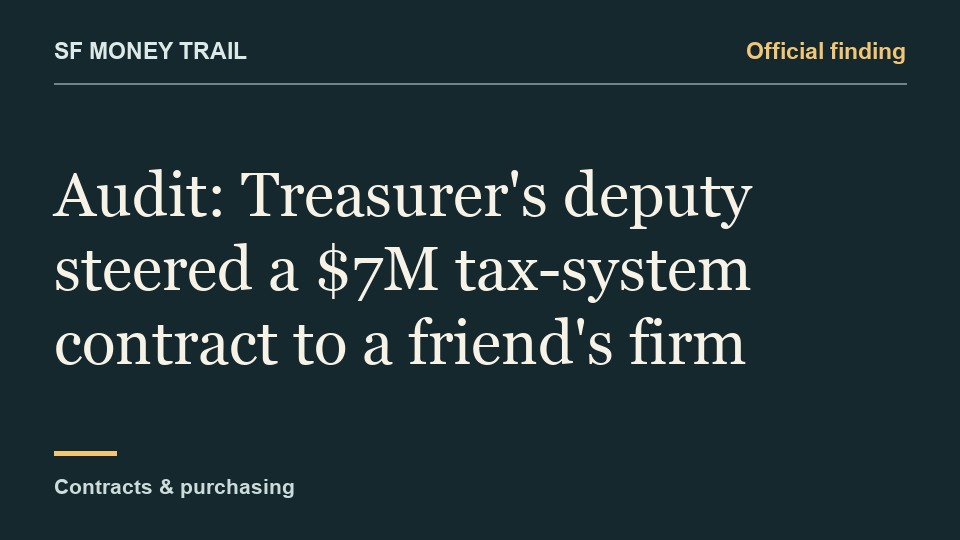 SF MONEY TRAIL
Official finding
Audit: Treasurer's deputy
steered a $7M tax-system
contract to a friend's firm
Contracts & purchasing